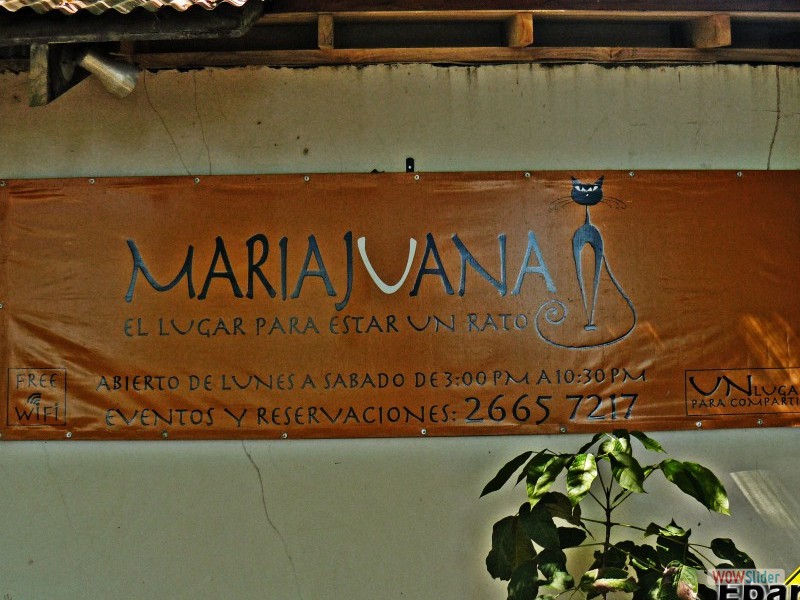 MARIAJUANA
EL LUGAR PARA ESTAR UN RATO
ABIERTO DE LUNES A SABADO DE 3:00 PM A 10:30 PM
EVENTOS Y RESERVACIONES: 2665 7217
FREE
WIFI
UN LUGA
PARA COMPARTI
WOWSlider